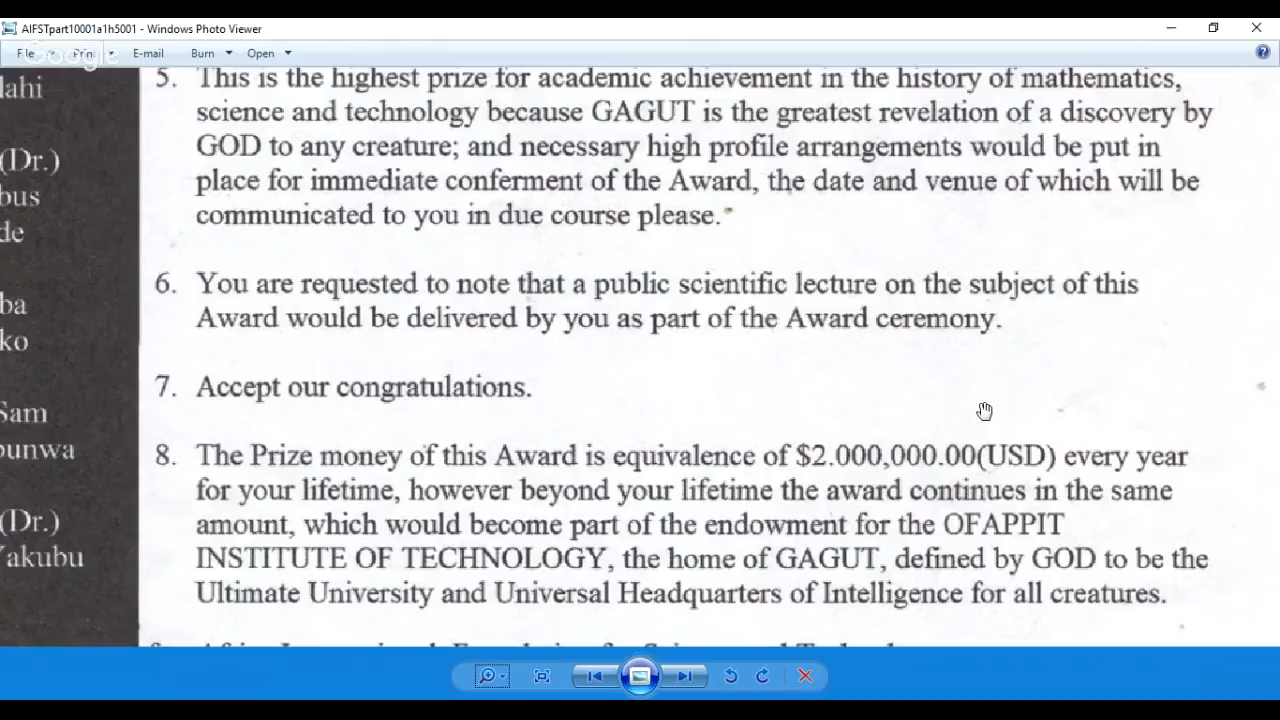 AIFSTpart10001a1h5001 - Windows Photo Viewer
File Print E-mail Burn Open
Google
lahi
(Dr.)
bus
de
ba
ko
Sam
(Dr.)
5. This is the highest prize for academic achievement in the history of mathematics,
science and technology because GAGUT is the greatest revelation of a discovery by
GOD to any creature; and necessary high profile arrangements would be put in
place for immediate conferment of the Award, the date and venue of which will be
communicated to you in due course please.
6. You are requested to note that a public scientific lecture on the subject of this
Award would be delivered by you as part of the Award ceremony.
7. Accept our congratulations.
8. The Prize money of this Award is equivalence of $2.000,000.00(USD) every year
for your lifetime, however beyond your lifetime the award continues in the same
amount, which would become part of the endowment for the OFAPPIT
INSTITUTE OF TECHNOLOGY, the home of GAGUT, defined by GOD to be the
Ultimate University and Universal Headquarters of Intelligence for all creatures.